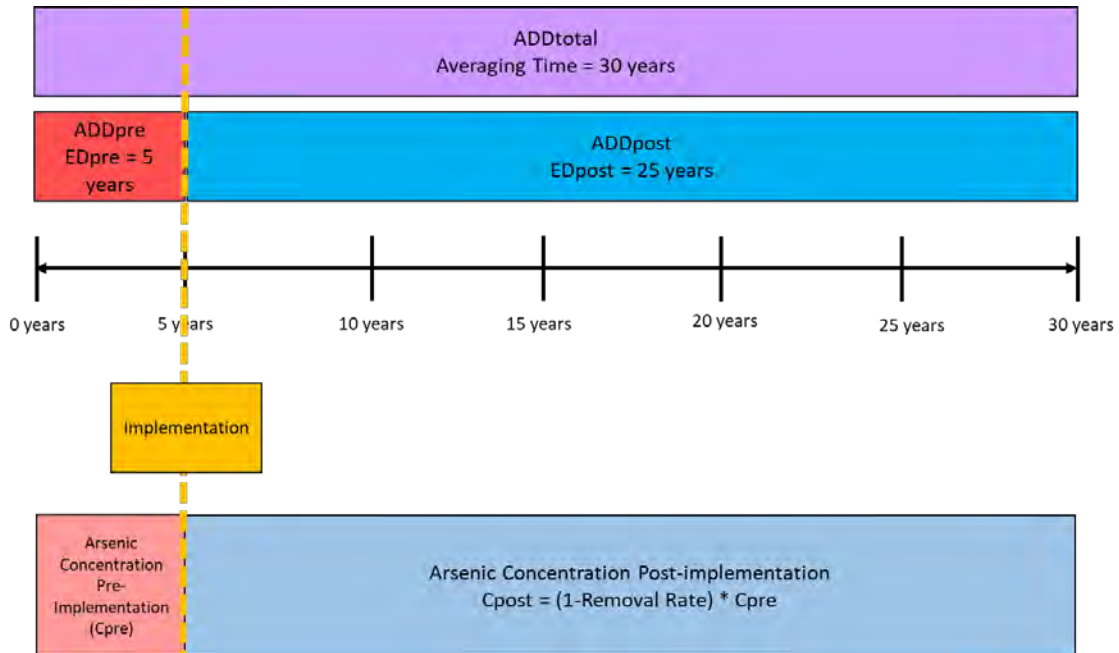 ADDtotal
Averaging Time = 30 years
ADDpre
EDpre = 5
years
ADDpost
EDpost = 25 years
0 years
5 years
10 years
15 years
20 years
25 years
30 years
Implementation
Arsenic
Concentration
Pre-
Implementation
(Cpre)
Arsenic Concentration Post-implementation
Cpost = (1-Removal Rate) * Cpre